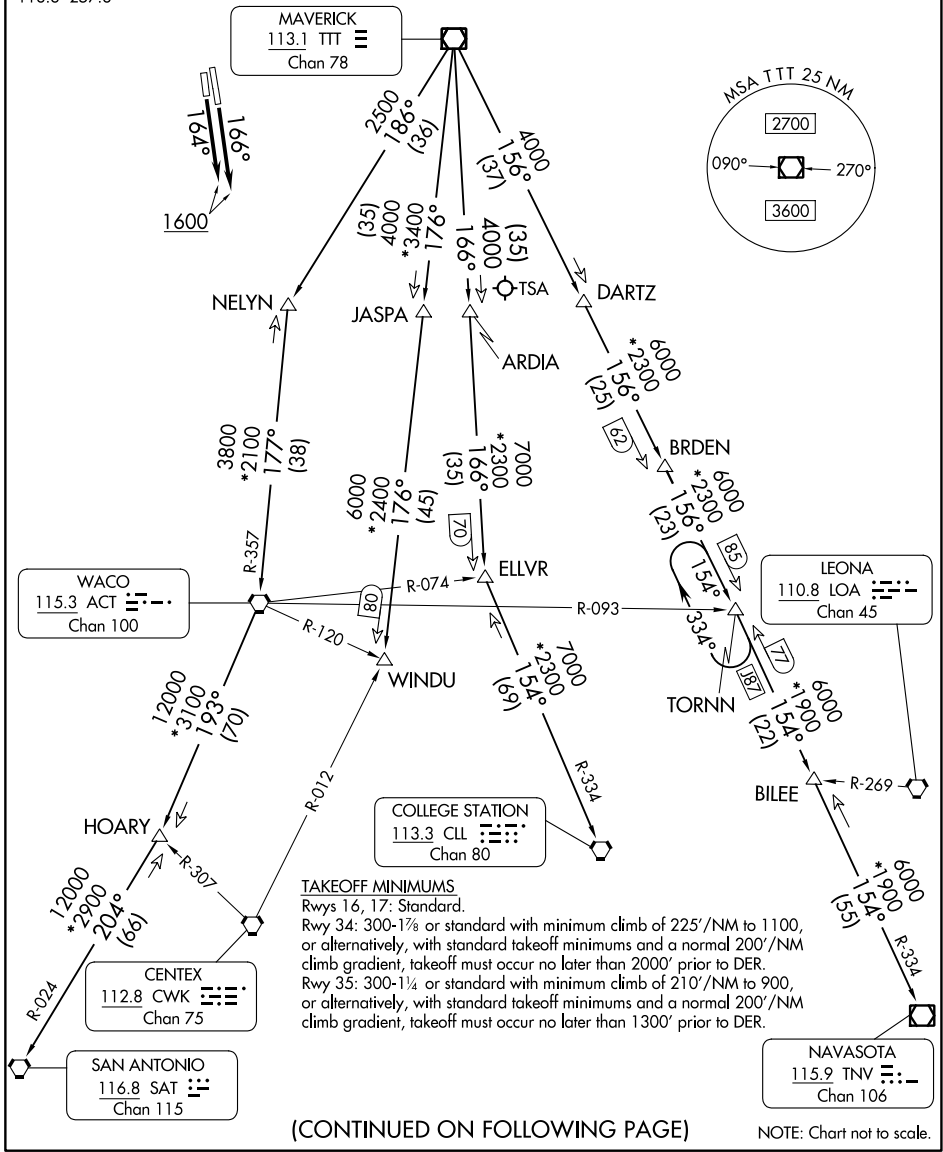 MAVERICK
113.1 TTT
Chan 78
164°
166°
1600
2500
186°
(36)
(35)
4000
*3400
176°
166°
4000
(35)
4000
156°
(37)
MSA TTT 25 NM
2700
090°
270°
3600
TSA
NELYN
JASPA
ARDIA
DARTZ
3800
*2100
177°
(38)
6000
*2400
176°
(45)
7000
*2300
166°
(35)
6000
*2300
156°
(25)
62
BRDEN
6000
*2300
156°
(23)
85
70
80
R-357
WACO
115.3 ACT
Chan 100
R-074
ELLVR
R-093
R-120
WINDU
154°
334°
LEONA
110.8 LOA
Chan 45
77
J87
TORNN
12000
*3100
193°
(70)
7000
*2300
154°
(69)
6000
*1900
154°
(22)
R-012
R-334
BILEE
R-269
HOARY
COLLEGE STATION
113.3 CLL
Chan 80
R-307
12000
*2900
204°
(66)
R-024
6000
*1900
154°
(55)
R-334
CENTEX
112.8 CWK
Chan 75
TAKEOFF MINIMUMS
Rwys 16, 17: Standard.
Rwy 34: 300-1⅞ or standard with minimum climb of 225'/NM to 1100,
or alternatively, with standard takeoff minimums and a normal 200'/NM
climb gradient, takeoff must occur no later than 2000' prior to DER.
Rwy 35: 300-1¼ or standard with minimum climb of 210'/NM to 900,
or alternatively, with standard takeoff minimums and a normal 200'/NM
climb gradient, takeoff must occur no later than 1300' prior to DER.
SAN ANTONIO
116.8 SAT
Chan 115
NAVASOTA
115.9 TNV
Chan 106
(CONTINUED ON FOLLOWING PAGE)
NOTE: Chart not to scale.